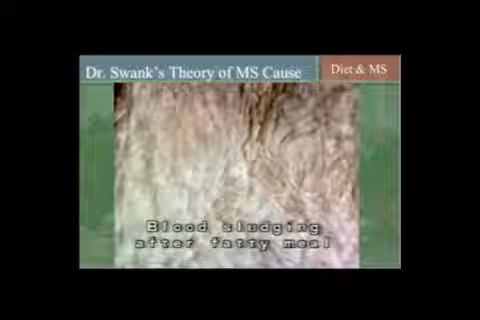 Dr. Swank's Theory of MS Cause
Diet & MS
Blood sludging
after fatty meal